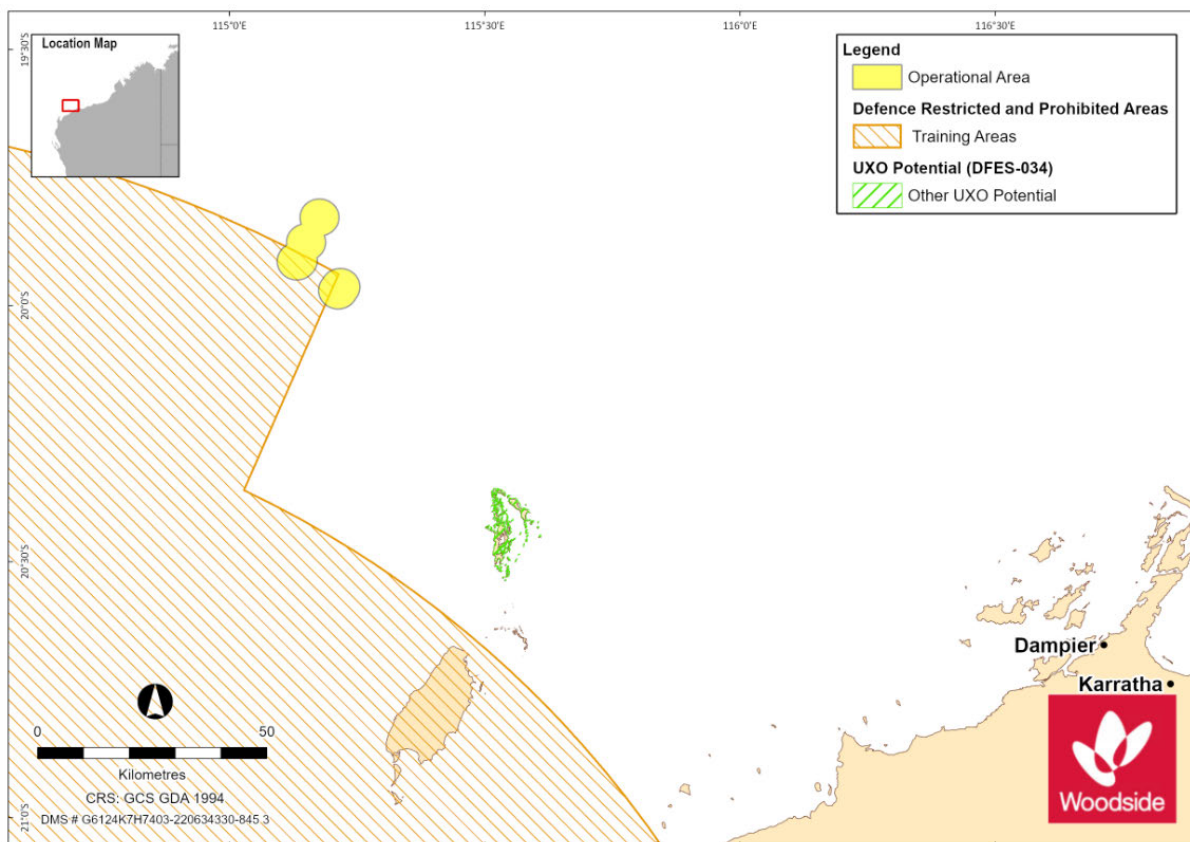 115°0'E
115°30'E
116°0'E
116°30'E
19°30'S
20°0'S
20°30'S
21°0'S
Location Map
Legend
Operational Area
Defence Restricted and Prohibited Areas
Training Areas
UXO Potential (DFES-034)
Other UXO Potential
Dampier
Karratha
0
50
Kilometres
CRS: GCS GDA 1994
DMS # G6124K7H7403-220634330-845.3
Woodside